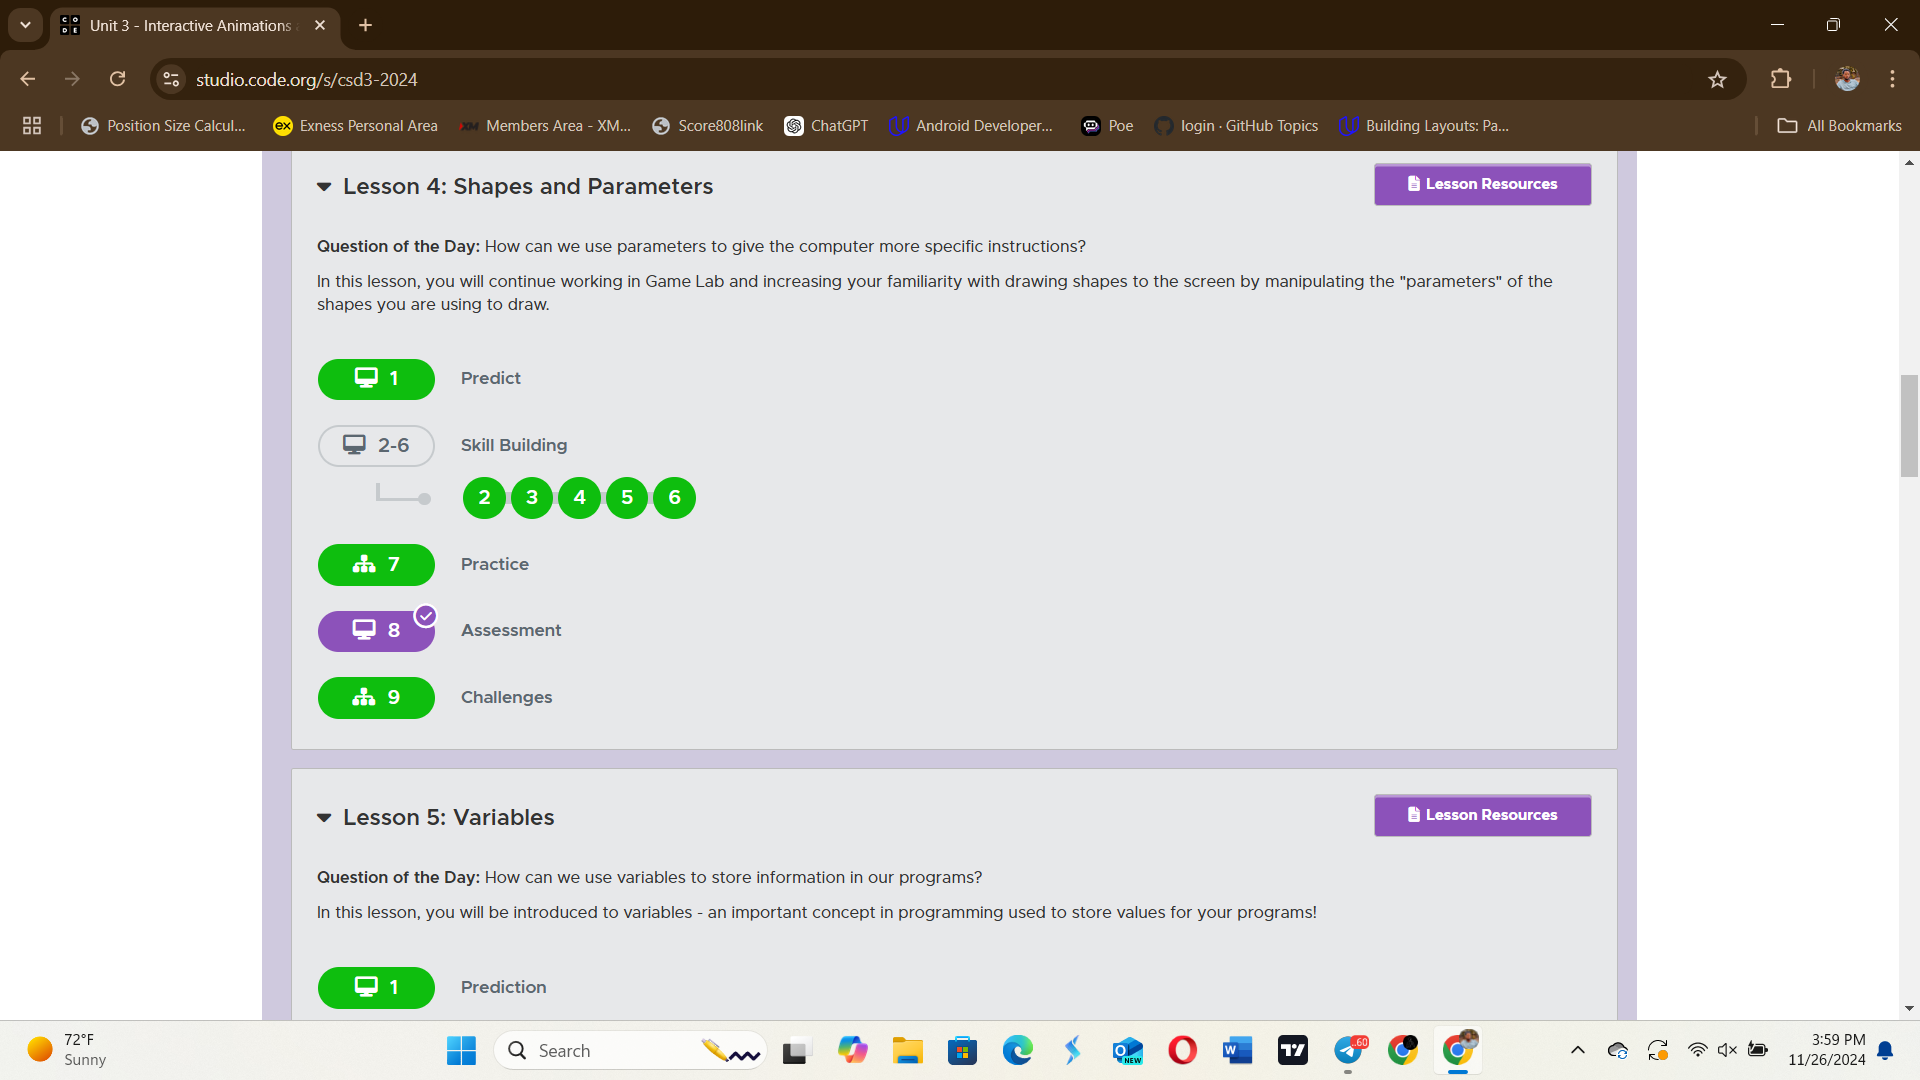 CODE
Unit 3 - Interactive Animations
studio.code.org/s/csd3-2024
Position Size Calcul...
ex
Exness Personal Area
XM
Members Area - XM...
Score808link
ChatGPT
Android Developer...
Poe
login · GitHub Topics
Building Layouts: Pa...
All Bookmarks
Lesson 4: Shapes and Parameters
Lesson Resources
Question of the Day: How can we use parameters to give the computer more specific instructions?
In this lesson, you will continue working in Game Lab and increasing your familiarity with drawing shapes to the screen by manipulating the "parameters" of the
shapes you are using to draw.
1 Predict
2-6 Skill Building
2 3 4 5 6
7 Practice
8 Assessment
9 Challenges
Lesson 5: Variables
Lesson Resources
Question of the Day: How can we use variables to store information in our programs?
In this lesson, you will be introduced to variables - an important concept in programming used to store values for your programs!
1 Prediction
72°F
Sunny
Search
O
NEW
W
..60
3:59 PM
11/26/2024